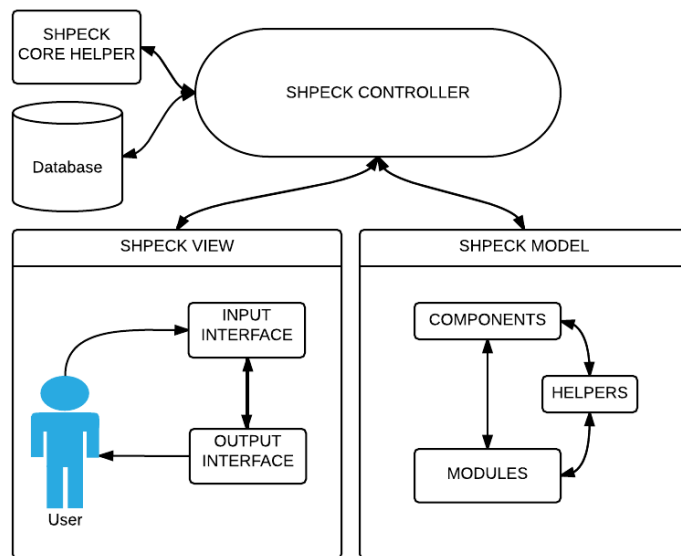 SHPECK
CORE HELPER
SHPECK CONTROLLER
Database
SHPECK VIEW
SHPECK MODEL
INPUT
INTERFACE
COMPONENTS
HELPERS
OUTPUT
INTERFACE
MODULES
User